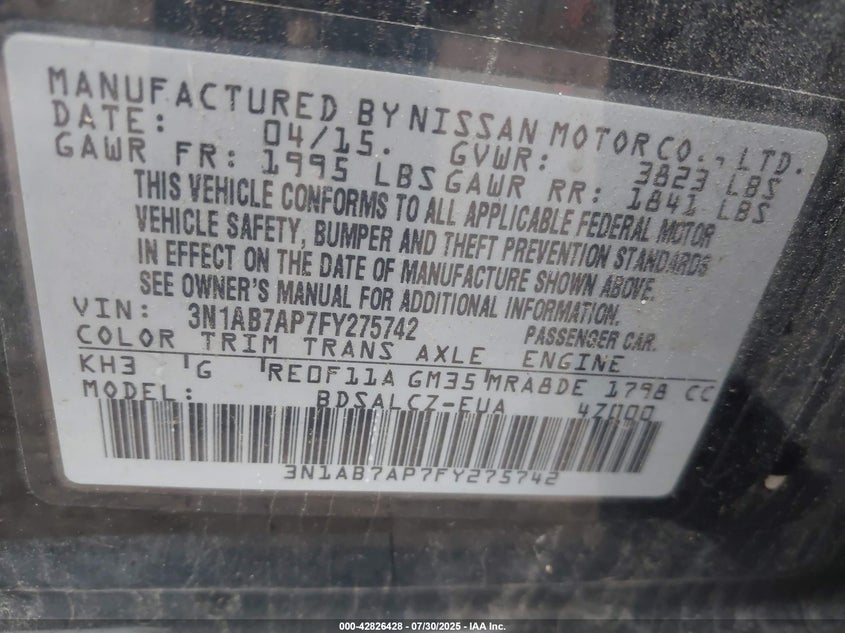 MANUFACTURED BY NISSAN MOTOR CO., LTD.
DATE: 04/15. GVWR: 3823 LBS
GAWR FR: 1995 LBS GAWR RR: 1841 LBS
THIS VEHICLE CONFORMS TO ALL APPLICABLE FEDERAL MOTOR
VEHICLE SAFETY, BUMPER AND THEFT PREVENTION STANDARDS
IN EFFECT ON THE DATE OF MANUFACTURE SHOWN ABOVE.
SEE OWNER'S MANUAL FOR ADDITIONAL INFORMATION.
VIN: 3N1AB7AP7FY275742 PASSENGER CAR.
COLOR TRIM TRANS AXLE ENGINE
KH3 G RE0F11A GM35 MRA8DE 1798 CC
MODEL: BDSALCZ-EUA 47000
3N1AB7AP7FY275742
000-42826428 | 07/30/2025 - IAA Inc.